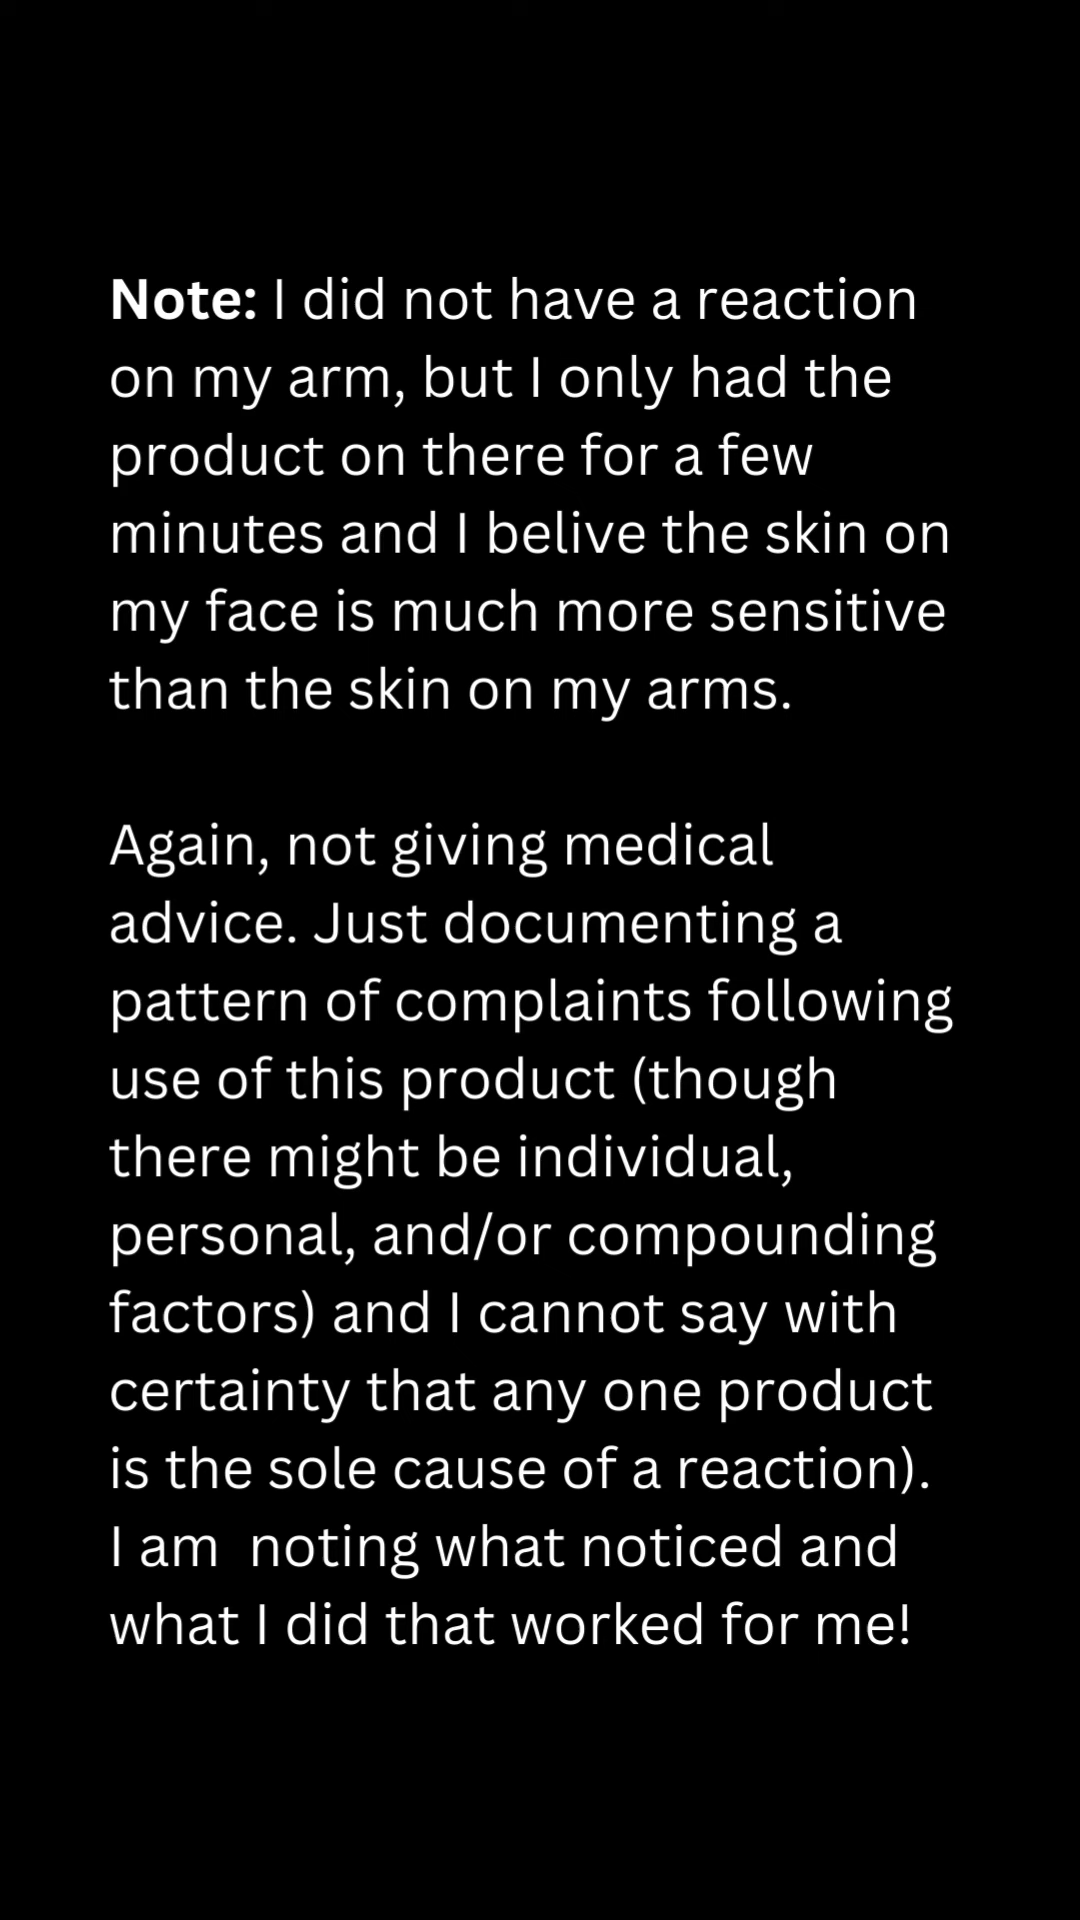 Note: I did not have a reaction
on my arm, but I only had the
product on there for a few
minutes and I belive the skin on
my face is much more sensitive
than the skin on my arms.
Again, not giving medical
advice. Just documenting a
pattern of complaints following
use of this product (though
there might be individual,
personal, and/or compounding
factors) and I cannot say with
certainty that any one product
is the sole cause of a reaction).
I am  noting what noticed and
what I did that worked for me!